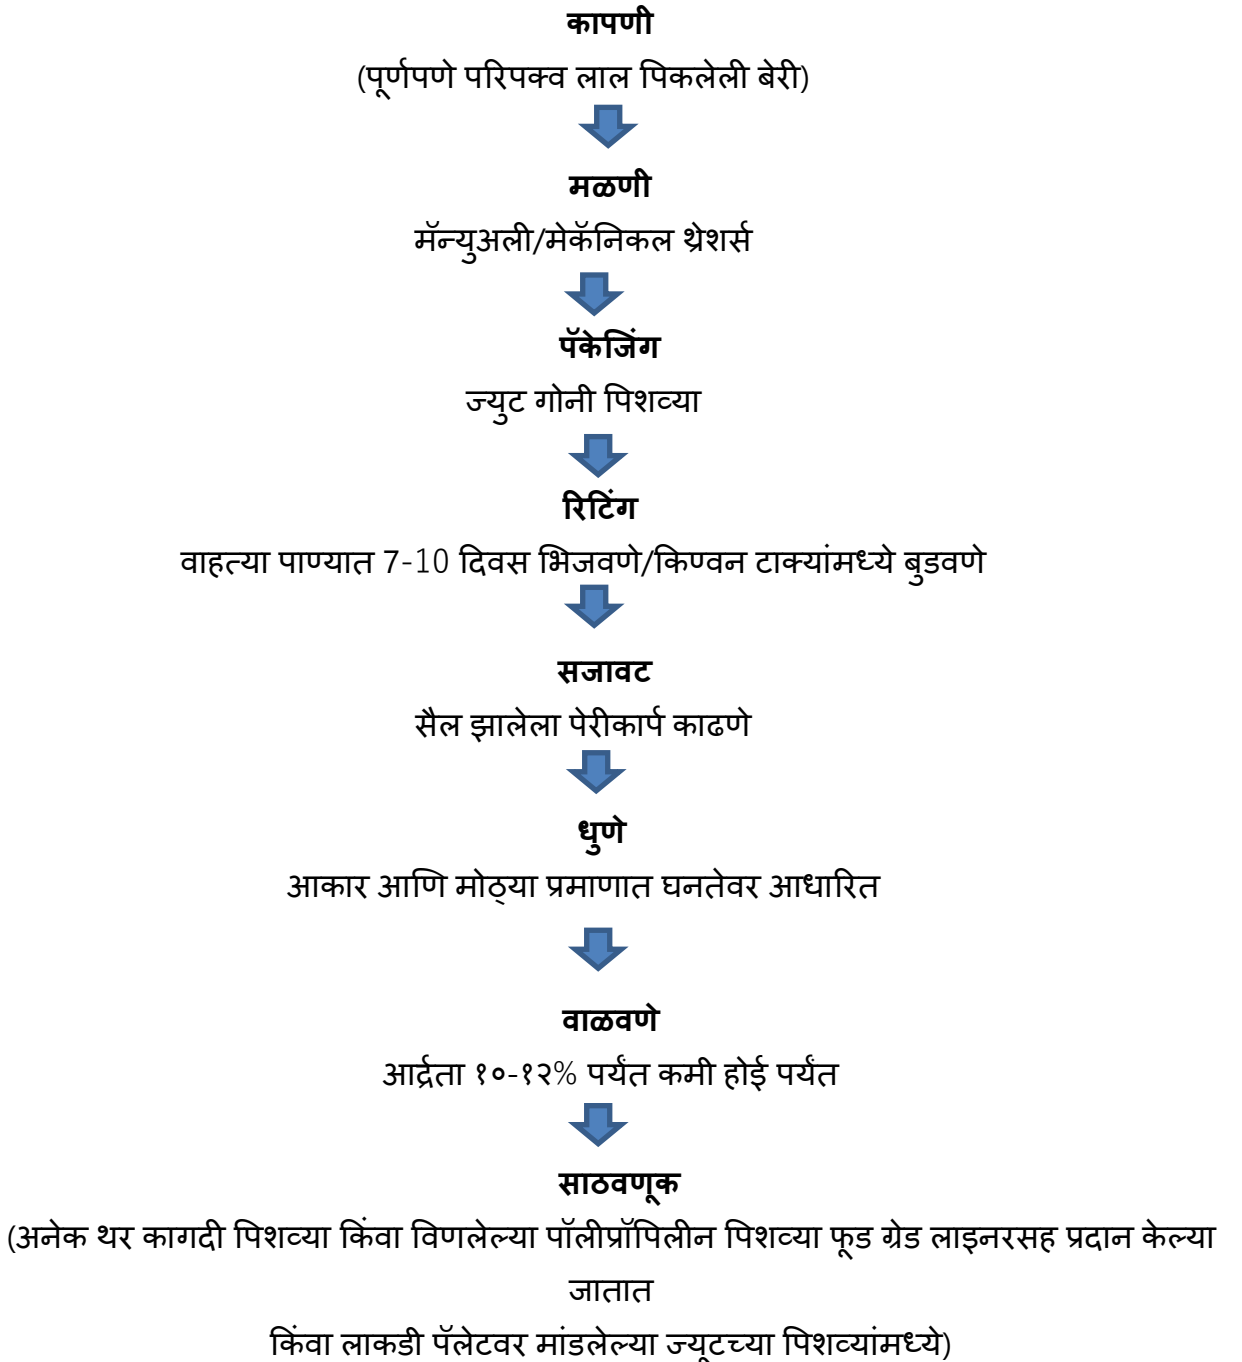 कापणी
(पूर्णपणे परिपक्व लाल पिकलेली बेरी)
मळणी
मॅन्युअली/मेकॅनिकल थ्रेशर्स
पॅकेजिंग
ज्युट गोनी पिशव्या
रिटिंग
वाहत्या पाण्यात 7-10 दिवस भिजवणे/किण्वन टाक्यांमध्ये बुडवणे
सजावट
सैल झालेला पेरीकार्प काढणे
धुणे
आकार आणि मोठ्या प्रमाणात घनतेवर आधारित
वाळवणे
आर्द्रता १०-१२% पर्यंत कमी होई पर्यंत
साठवणूक
(अनेक थर कागदी पिशव्या किंवा विणलेल्या पॉलीप्रॉपिलीन पिशव्या फूड ग्रेड लाइनरसह प्रदान केल्या
जातात
किंवा लाकडी पॅलेटवर मांडलेल्या ज्यूटच्या पिशव्यांमध्ये)